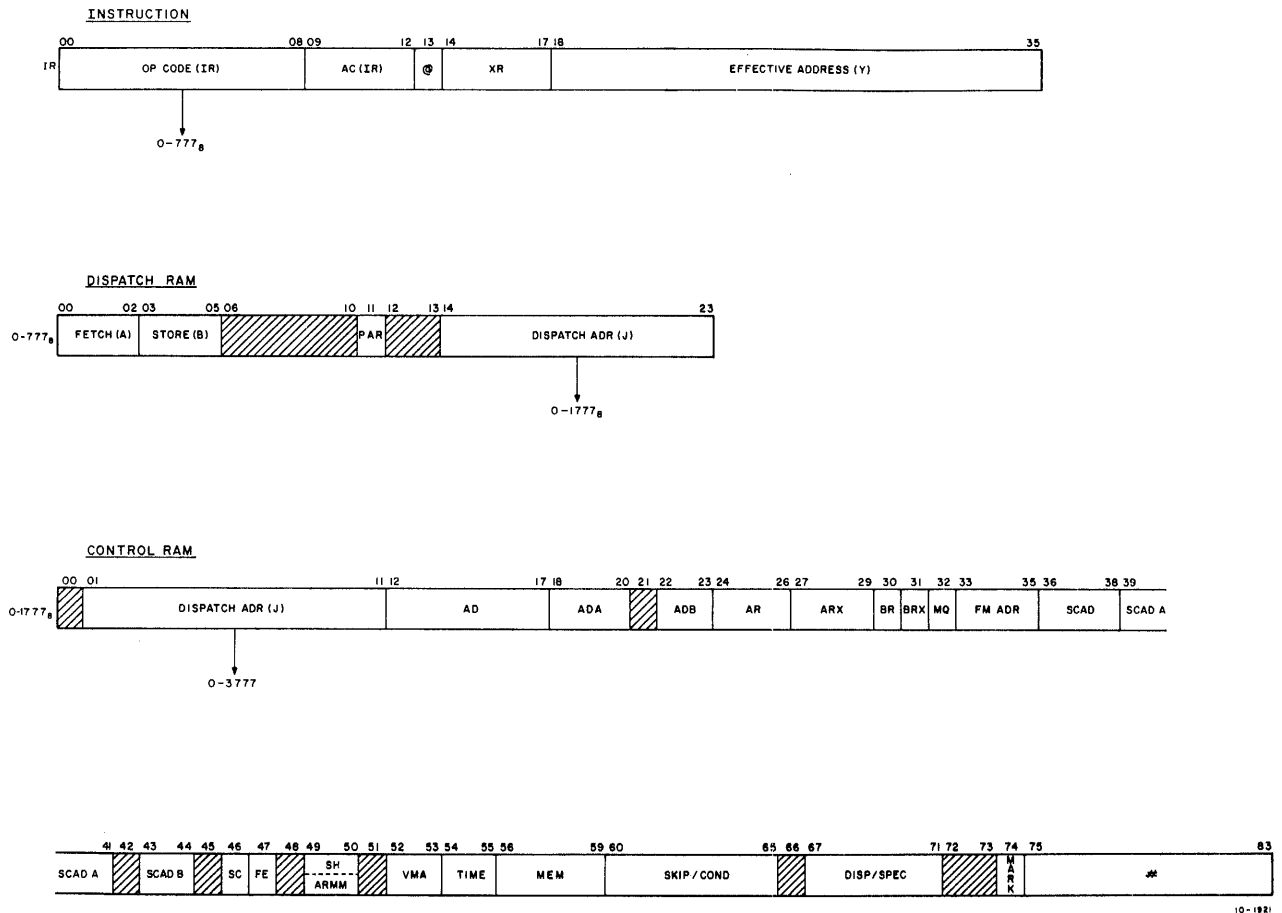 INSTRUCTION
00 08 09 12 13 14 17 18 35
IR OP CODE (IR) AC (IR) @ XR EFFECTIVE ADDRESS (Y)
0-777₈
DISPATCH RAM
00 02 03 05 06 10 11 12 13 14 23
0-777₈ FETCH (A) STORE (B) PAR DISPATCH ADR (J)
0-1777₈
CONTROL RAM
00 01 11 12 17 18 20 21 22 23 24 26 27 29 30 31 32 33 35 36 38 39
0-1777₈ DISPATCH ADR (J) AD ADA ADB AR ARX BR BRX MQ FM ADR SCAD SCAD A
0-3777
41 42 43 44 45 46 47 48 49 50 51 52 53 54 55 56 59 60 65 66 67 71 72 73 74 75 83
SCAD A SCAD B SC FE SH ARMM VMA TIME MEM SKIP/COND DISP/SPEC MARK #
10-1921